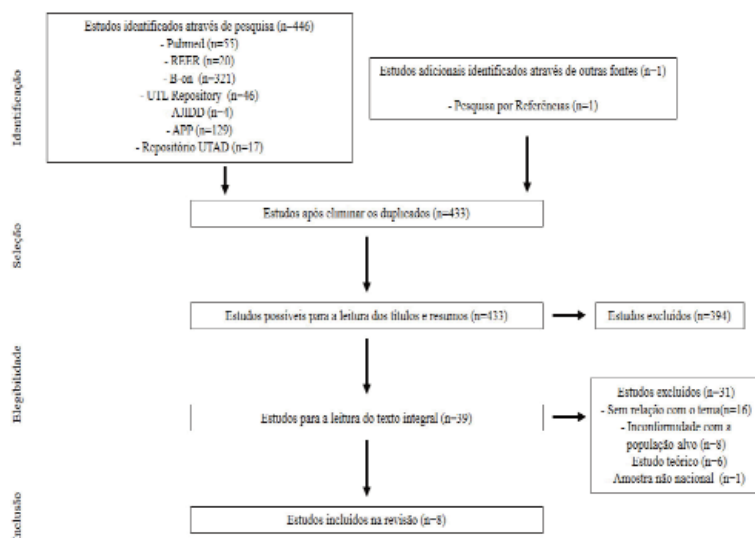 Identificação
Estudos identificados através de pesquisa (n=446)
- Pubmed (n=55)
- REER (n=20)
- B-on (n=321)
- UTL Repository (n=46)
AJIDD (n=4)
- APP (n=129)
- Repositório UTAD (n=17)
Estudos adicionais identificados através de outras fontes (n=1)
- Pesquisa por Referências (n=1)
Seleção
Estudos após eliminar os duplicados (n=433)
Estudos possíveis para a leitura dos títulos e resumos (n=433)
Estudos excluídos (n=394)
Elegibilidade
Estudos para a leitura do texto integral (n=39)
Estudos excluídos (n=31)
- Sem relação com o tema(n=16)
- Inconformidade com a
população alvo (n=8)
Estudo teórico (n=6)
Amostra não nacional (n=1)
Inclusão
Estudos incluídos na revisão (n=8)